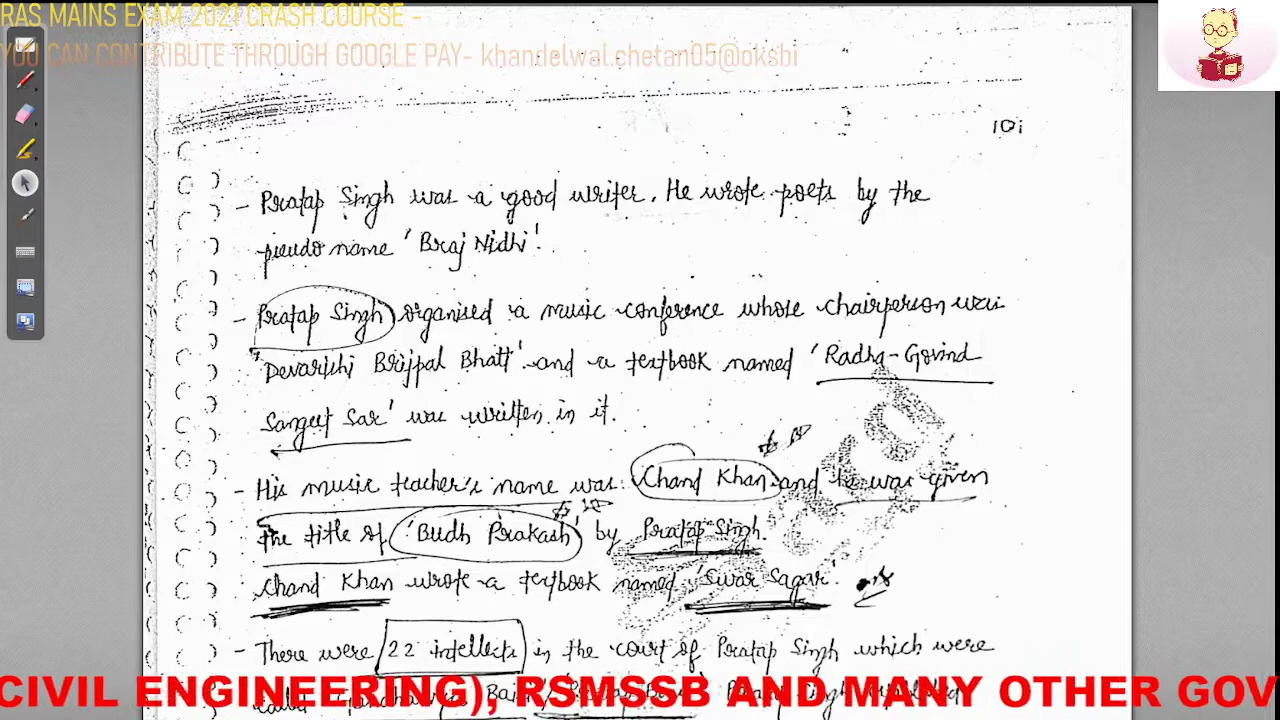 RAS MAINS EXAM 2021 CRASH COURSE -
YOU CAN CONTRIBUTE THROUGH GOOGLE PAY- khandelwal.chetan05@oksbi
101
- Pratap Singh was a good writer. He wrote poets by the
pseudo name 'Braj Nidhi'.
- Pratap Singh organised a music conference whose chairperson was
'Devarishi Brijpal Bhatt' and a textbook named 'Radha-Govind
Sangeet Sar' was written in it.
- His music teacher's name was Chand Khan and he was given
the title of 'Budh Prakash' by Pratap Singh.
Chand Khan wrote a textbook named 'Swar Sagar'.
- There were 22 intellects in the court of Pratap Singh which were
CIVIL ENGINEERING), RSMSSB AND MANY OTHER GOV